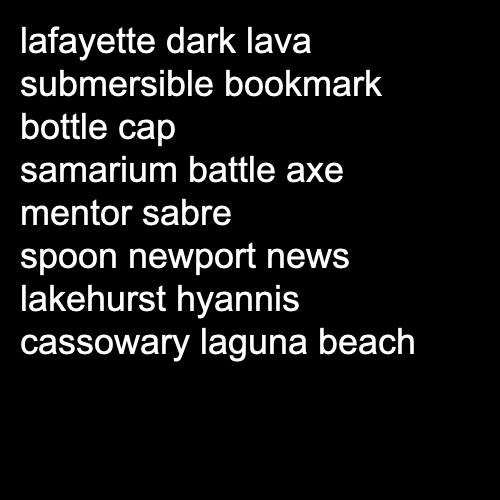 lafayette dark lava
submersible bookmark
bottle cap
samarium battle axe
mentor sabre
spoon newport news
lakehurst hyannis
cassowary laguna beach